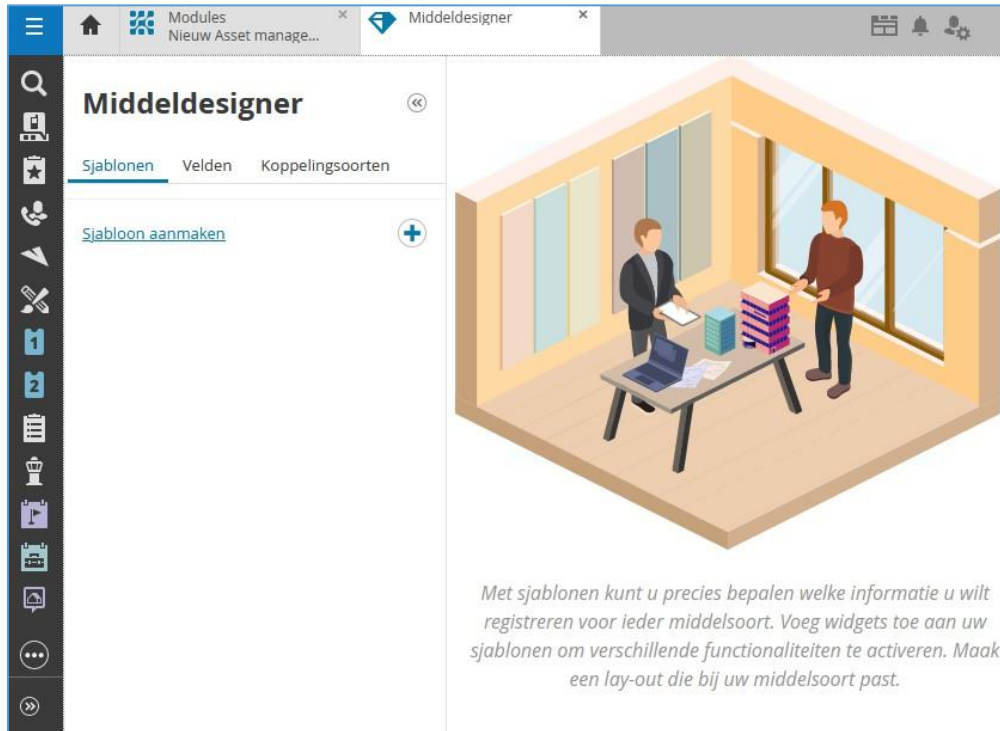 Modules
Nieuw Asset manage...
Middeldesigner
Middeldesigner
Sjablonen Velden Koppelingsoorten
Sjabloon aanmaken
1
2
Met sjablonen kunt u precies bepalen welke informatie u wilt
registreren voor ieder middelsoort. Voeg widgets toe aan uw
sjablonen om verschillende functionaliteiten te activeren. Maak
een lay-out die bij uw middelsoort past.